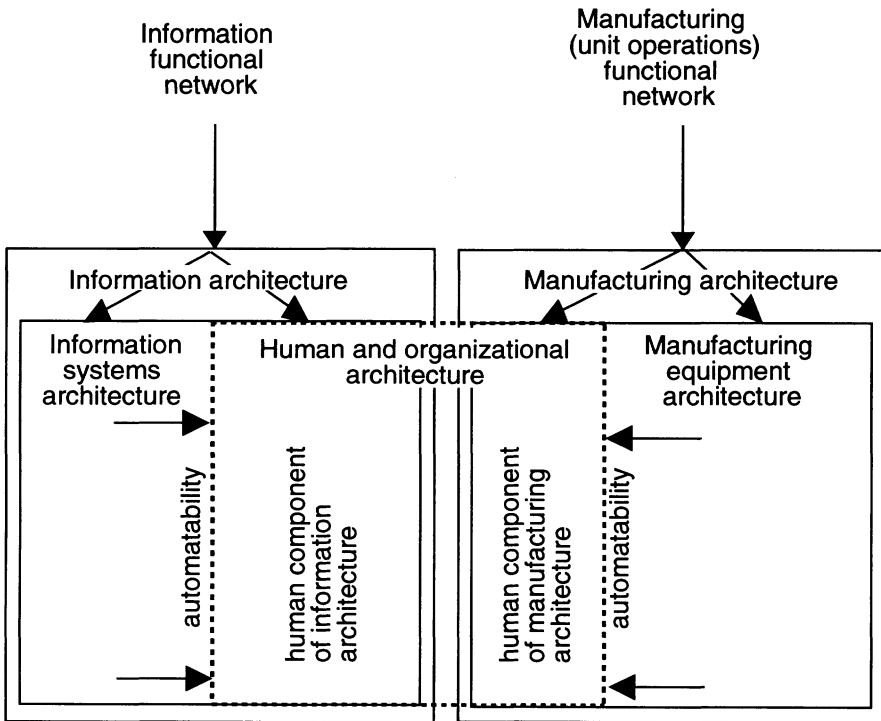 Information
functional
network
Manufacturing
(unit operations)
functional
network
Information architecture
Manufacturing architecture
Information
systems
architecture
Human and organizational
architecture
Manufacturing
equipment
architecture
automatability
human component
of information
architecture
human component
of manufacturing
architecture
automatability